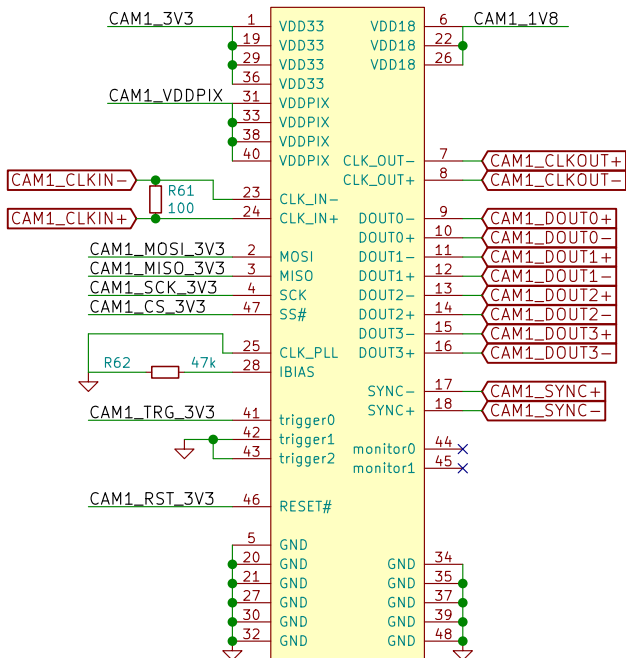 CAM1_3V3 1 VDD33 VDD18 6 CAM1_1V8
19 VDD33 VDD18 22
29 VDD33 VDD18 26
36 VDD33
CAM1_VDDPIX 31 VDDPIX
33 VDDPIX
38 VDDPIX
40 VDDPIX CLK_OUT- 7 CAM1_CLKOUT+
CAM1_CLKIN- CLK_OUT+ 8 CAM1_CLKOUT-
R61
100 23 CLK_IN-
CAM1_CLKIN+ 24 CLK_IN+ DOUT0- 9 CAM1_DOUT0+
DOUT0+ 10 CAM1_DOUT0-
CAM1_MOSI_3V3 2 MOSI DOUT1- 11 CAM1_DOUT1+
CAM1_MISO_3V3 3 MISO DOUT1+ 12 CAM1_DOUT1-
CAM1_SCK_3V3 4 SCK DOUT2- 13 CAM1_DOUT2+
CAM1_CS_3V3 47 SS# DOUT2+ 14 CAM1_DOUT2-
DOUT3- 15 CAM1_DOUT3+
25 CLK_PLL DOUT3+ 16 CAM1_DOUT3-
R62 47k 28 IBIAS
SYNC- 17 CAM1_SYNC+
SYNC+ 18 CAM1_SYNC-
CAM1_TRG_3V3 41 trigger0
42 trigger1 monitor0 44
43 trigger2 monitor1 45
CAM1_RST_3V3 46 RESET#
5 GND
20 GND GND 34
21 GND GND 35
27 GND GND 37
30 GND GND 39
32 GND GND 48